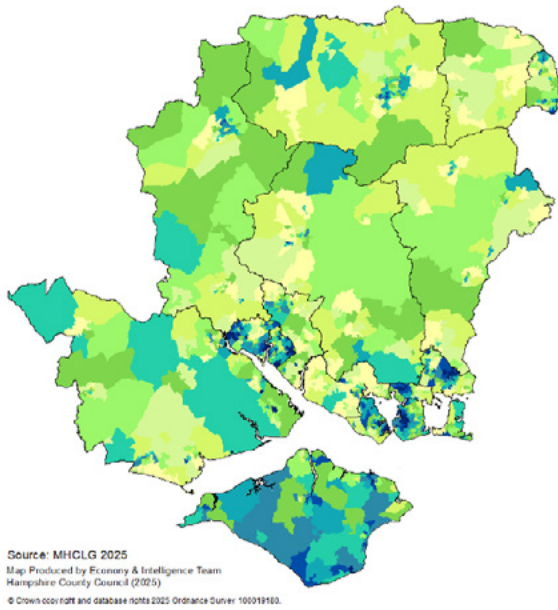 Source: MHCLG 2025
Map Produced by Economy & Intelligence Team
Hampshire County Council (2025)
© Crown copyright and database rights 2025 Ordnance Survey 100019180.